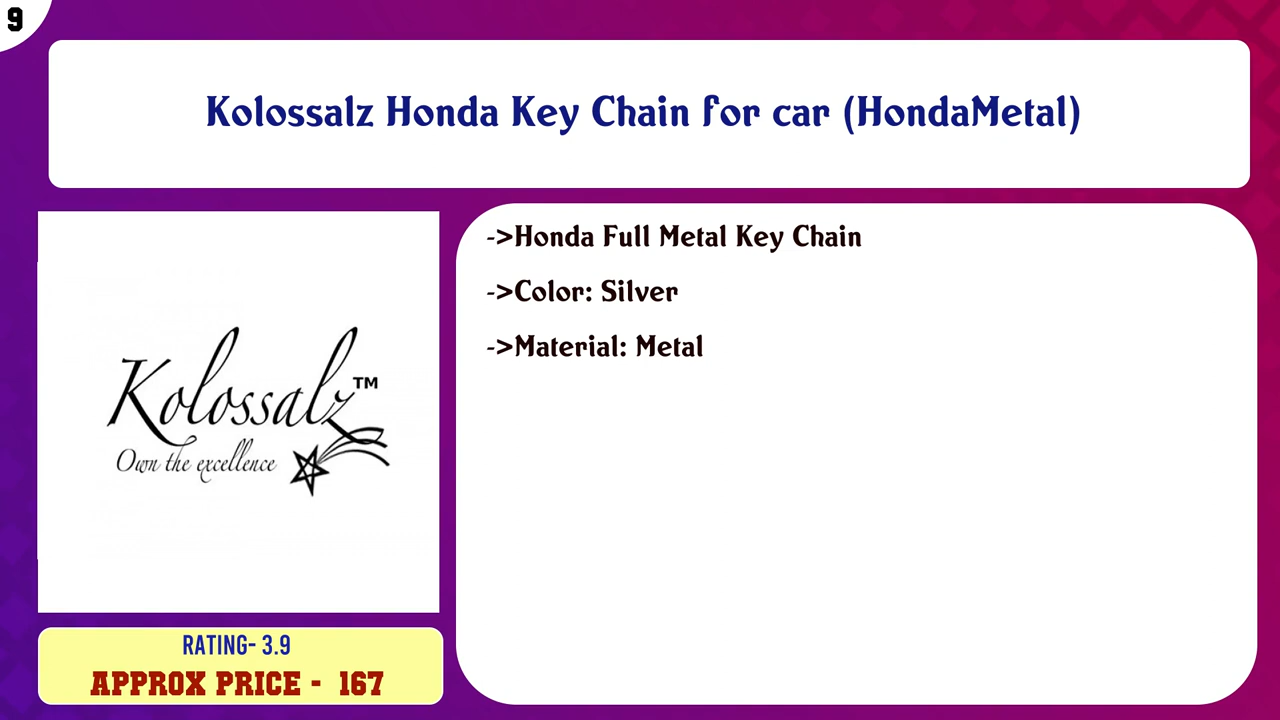 9
Kolossalz Honda Key Chain for car (HondaMetal)
Kolossalz™
Own the excellence
->Honda Full Metal Key Chain
->Color: Silver
->Material: Metal
RATING- 3.9
APPROX PRICE - 167